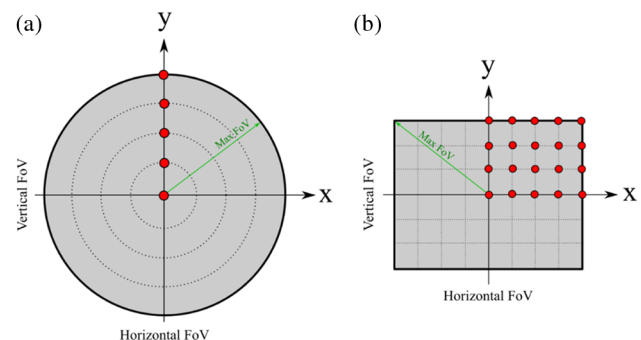 (a)
y
Max FoV
x
Vertical FoV
Horizontal FoV
(b)
y
Max FoV
x
Vertical FoV
Horizontal FoV